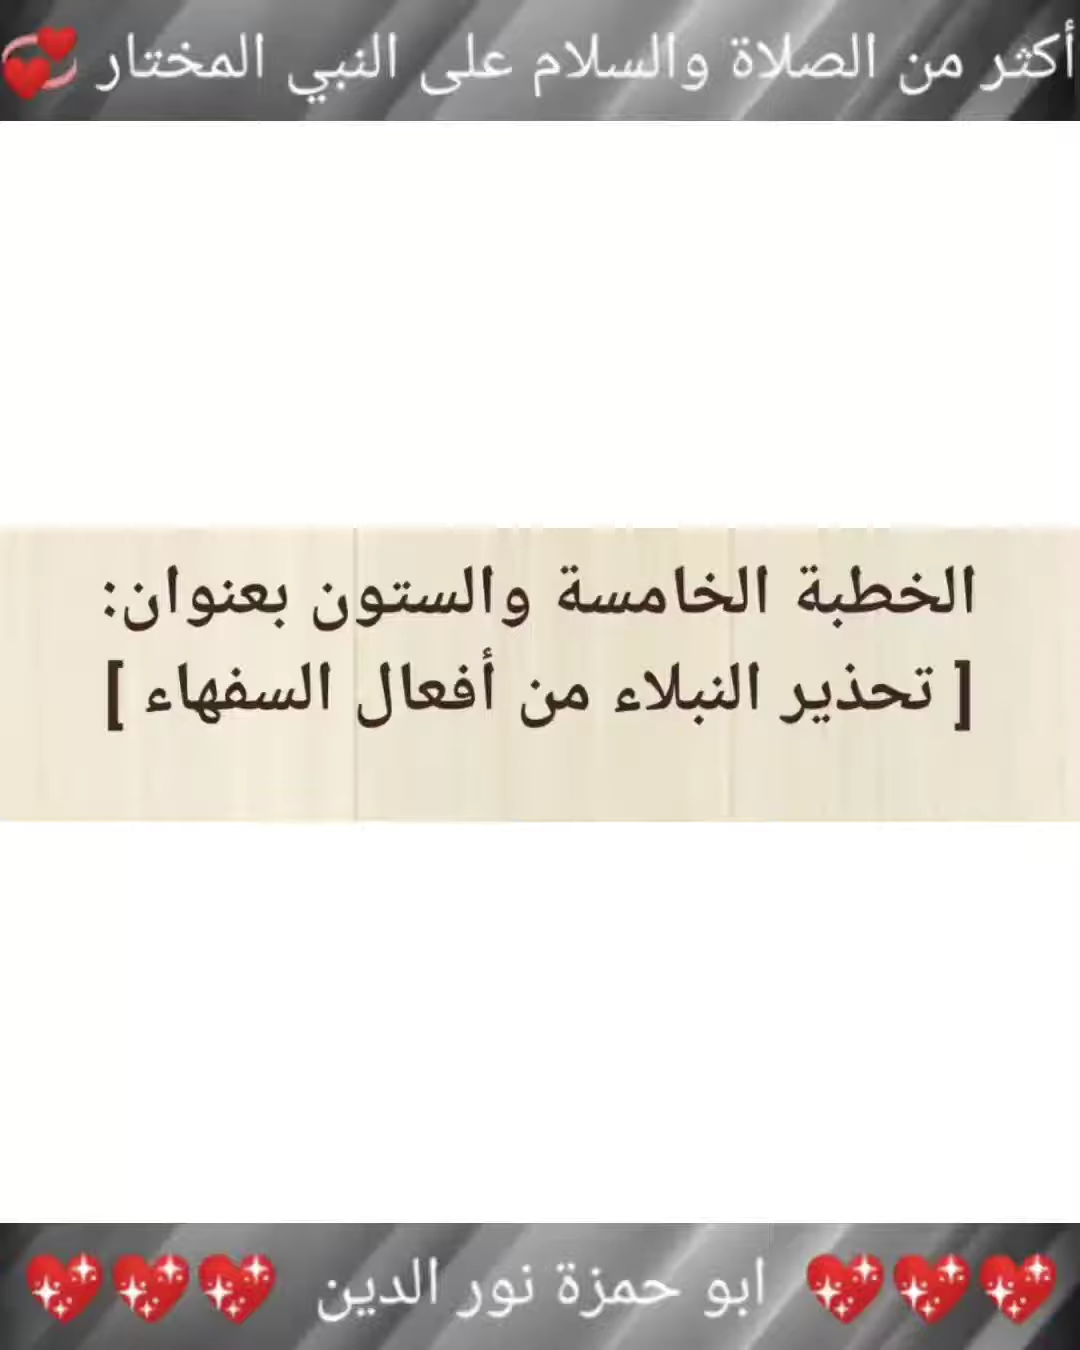 أكثر من الصلاة والسلام على النبي المختار 💞
الخطبة الخامسة والستون بعنوان:
[ تحذير النبلاء من أفعال السفهاء ]
💖💖💖 ابو حمزة نور الدين 💖💖💖